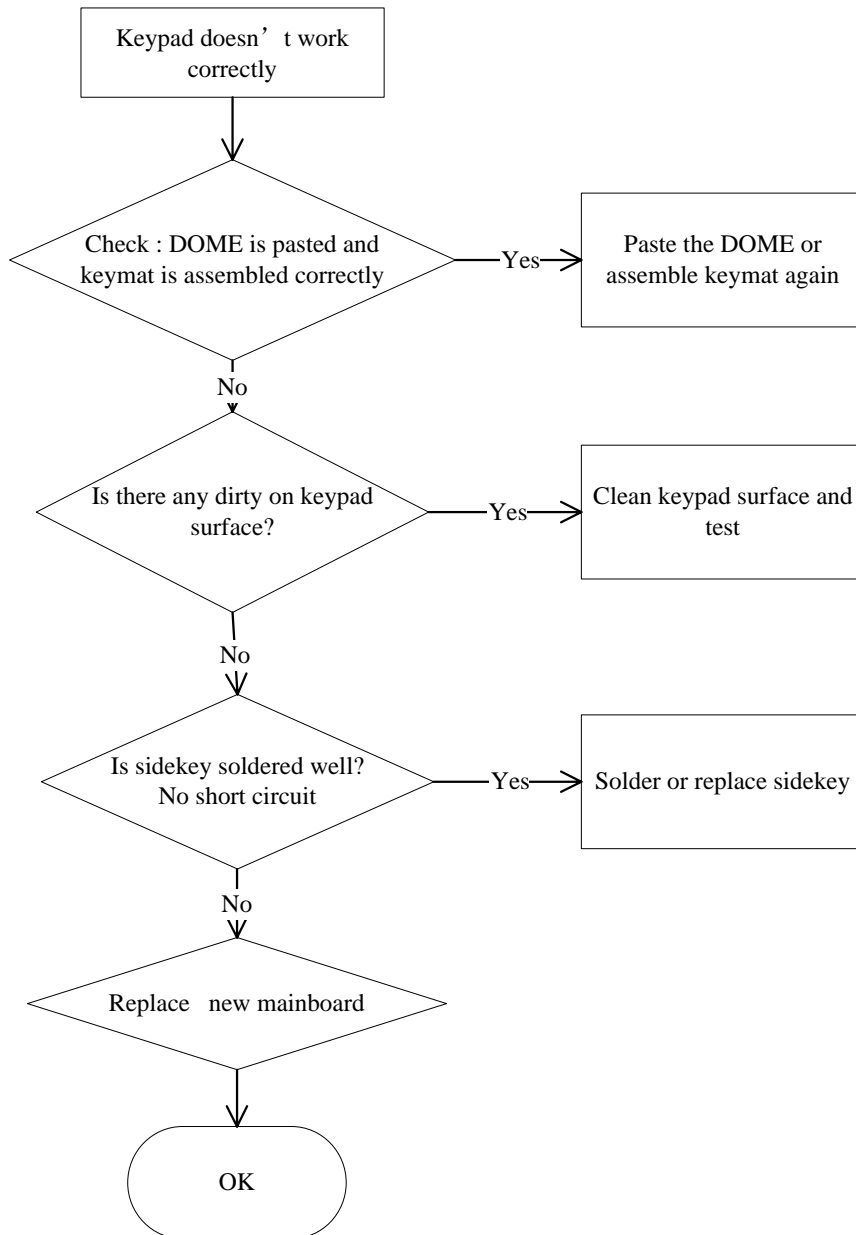 Keypad doesn’t work
correctly
Check : DOME is pasted and
keymat is assembled correctly
Yes
Paste the DOME or
assemble keymat again
No
Is there any dirty on keypad
surface?
Yes
Clean keypad surface and
test
No
Is sidekey soldered well?
No short circuit
Yes
Solder or replace sidekey
No
Replace new mainboard
OK